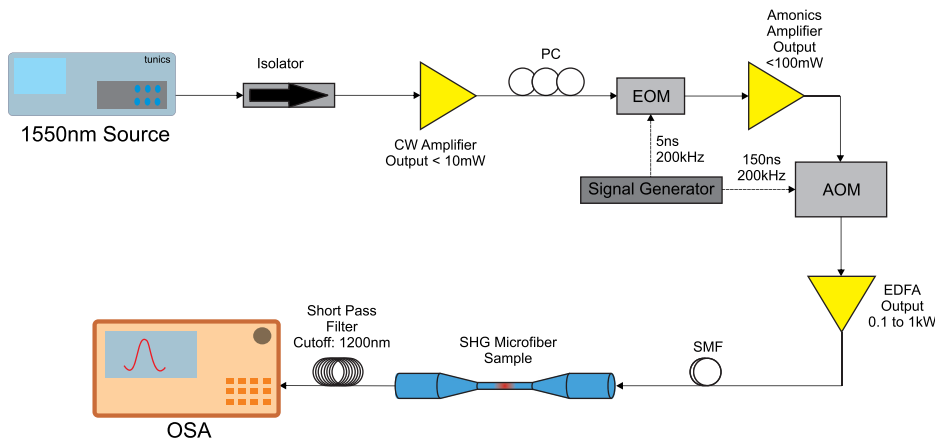 tunics
1550nm Source
Isolator
CW Amplifier
Output < 10mW
PC
EOM
Amonics
Amplifier
Output
<100mW
5ns
200kHz
Signal Generator
150ns
200kHz
AOM
EDFA
Output
0.1 to 1kW
SMF
SHG Microfiber
Sample
Short Pass
Filter
Cutoff: 1200nm
OSA